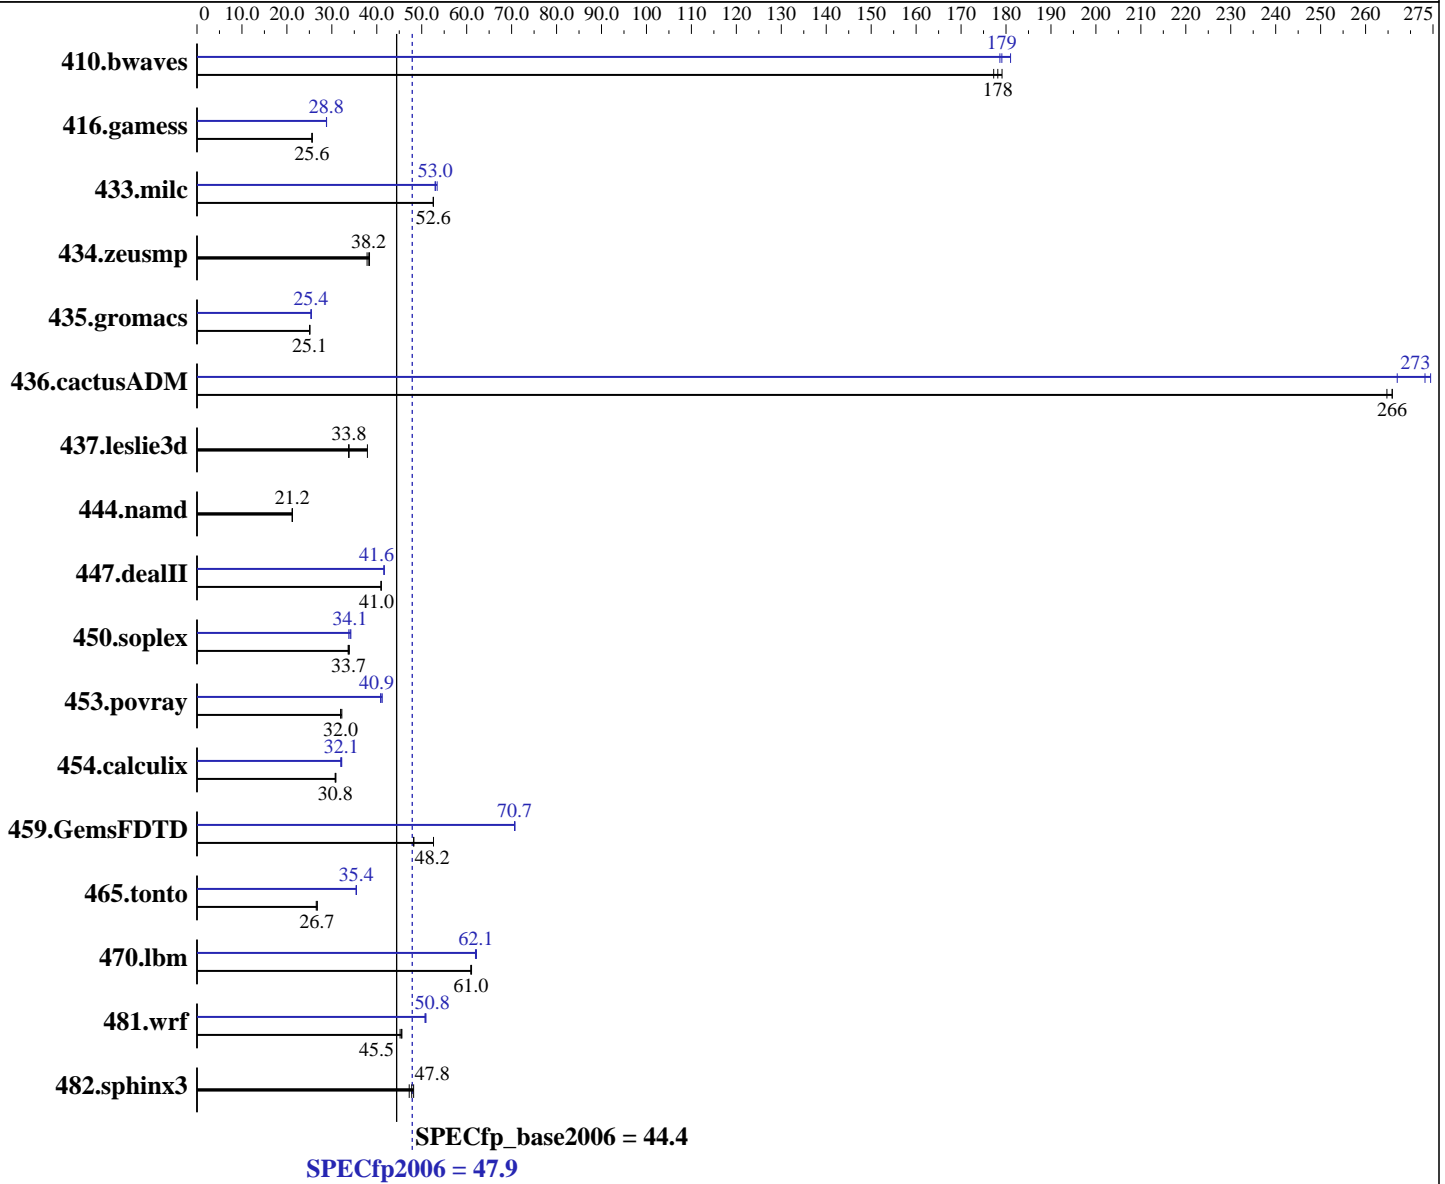 0 10.0 20.0 30.0 40.0 50.0 60.0 70.0 80.0 90.0 100 110 120 130 140 150 160 170 180 190 200 210 220 230 240 250 260 275
179
410.bwaves
178
28.8
416.gamess
25.6
53.0
433.milc
52.6
38.2
434.zeusmp
25.4
435.gromacs
25.1
273
436.cactusADM
266
33.8
437.leslie3d
21.2
444.namd
41.6
447.dealII
41.0
34.1
450.soplex
33.7
40.9
453.povray
32.0
32.1
454.calculix
30.8
70.7
459.GemsFDTD
48.2
35.4
465.tonto
26.7
62.1
470.lbm
61.0
50.8
481.wrf
45.5
47.8
482.sphinx3
SPECfp_base2006 = 44.4
SPECfp2006 = 47.9